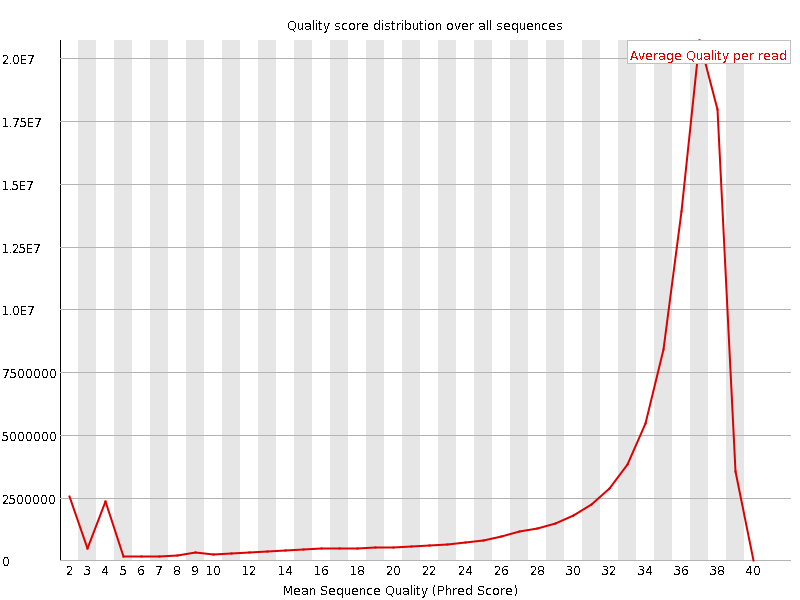 Quality score distribution over all sequences
Average Quality per read
2.0E7
1.75E7
1.5E7
1.25E7
1.0E7
7500000
5000000
2500000
0
2 3 4 5 6 7 8 9 10 12 14 16 18 20 22 24 26 28 30 32 34 36 38 40
Mean Sequence Quality (Phred Score)